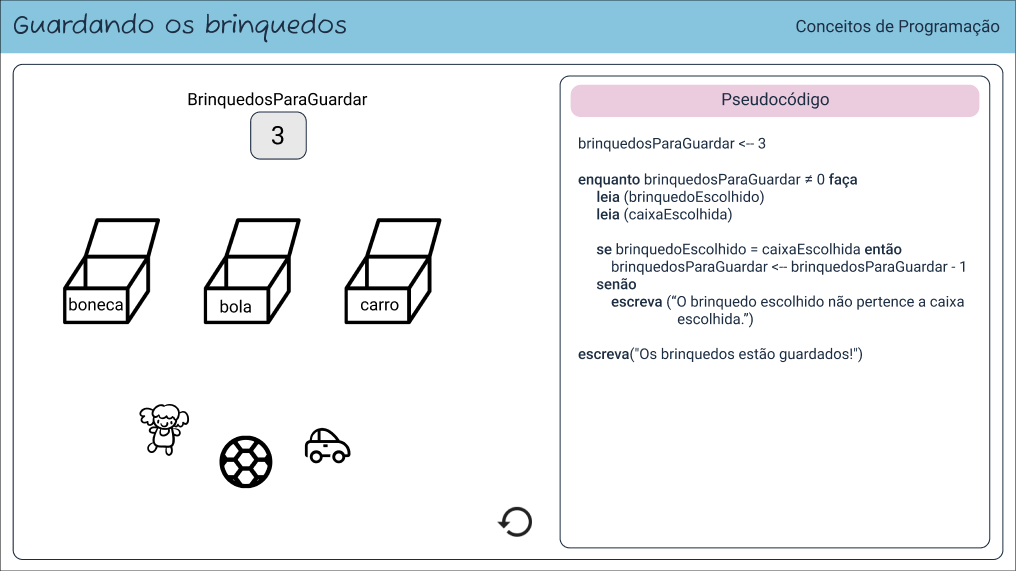 Guardando os brinquedos
Conceitos de Programação
BrinquedosParaGuardar
3
boneca
bola
carro
Pseudocódigo
brinquedosParaGuardar <-- 3
enquanto brinquedosParaGuardar ≠ 0 faça
leia (brinquedoEscolhido)
leia (caixaEscolhida)
se brinquedoEscolhido = caixaEscolhida então
brinquedosParaGuardar <-- brinquedosParaGuardar - 1
senão
escreva (“O brinquedo escolhido não pertence a caixa
escolhida.”)
escreva("Os brinquedos estão guardados!")